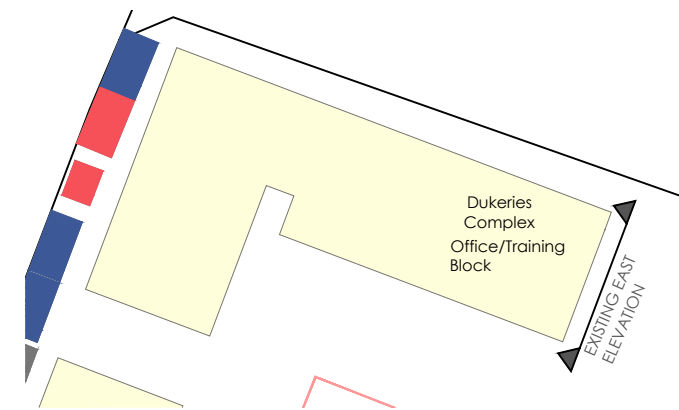 Dukeries
Complex
Office/Training
Block
EXISTING EAST
ELEVATION